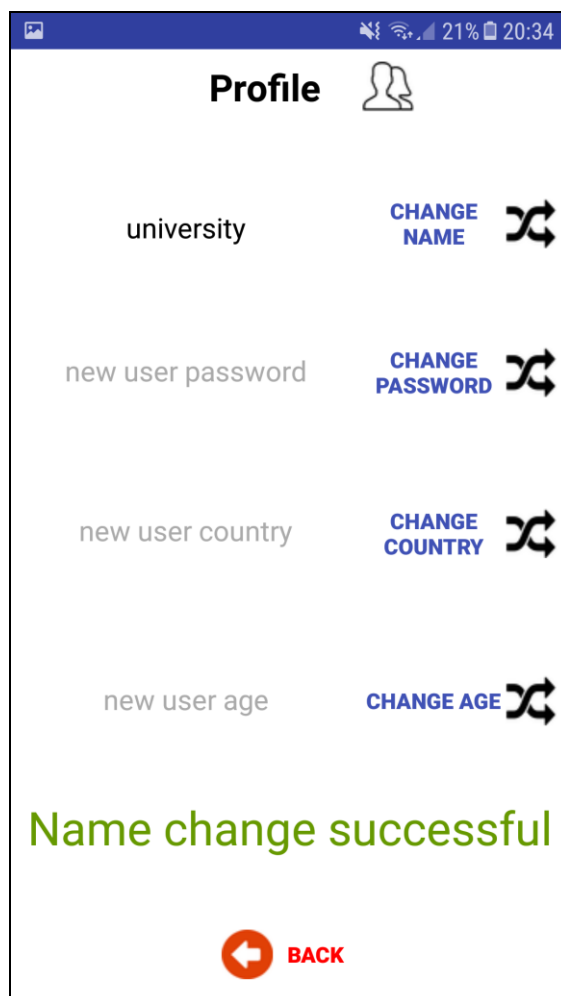 21% 20:34
Profile
university
CHANGE
NAME
new user password
CHANGE
PASSWORD
new user country
CHANGE
COUNTRY
new user age
CHANGE AGE
Name change successful
BACK